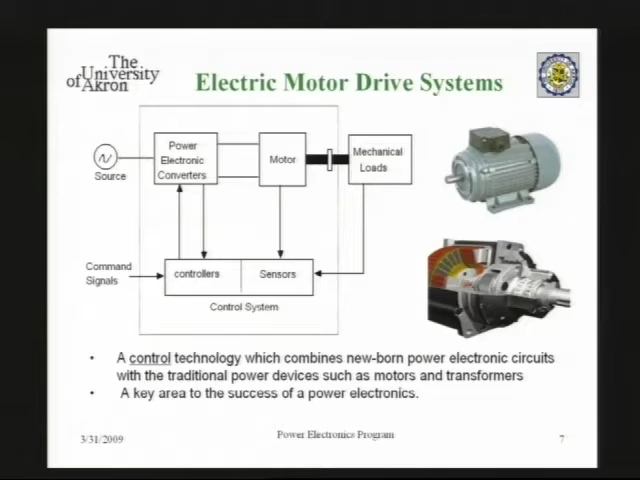 The
University
of Akron
Electric Motor Drive Systems
Power
Electronic
Converters
Motor
Mechanical
Loads
Source
Command
Signals
controllers
Sensors
Control System
• A control technology which combines new-born power electronic circuits
with the traditional power devices such as motors and transformers
• A key area to the success of a power electronics.
3/31/2009
Power Electronics Program
7